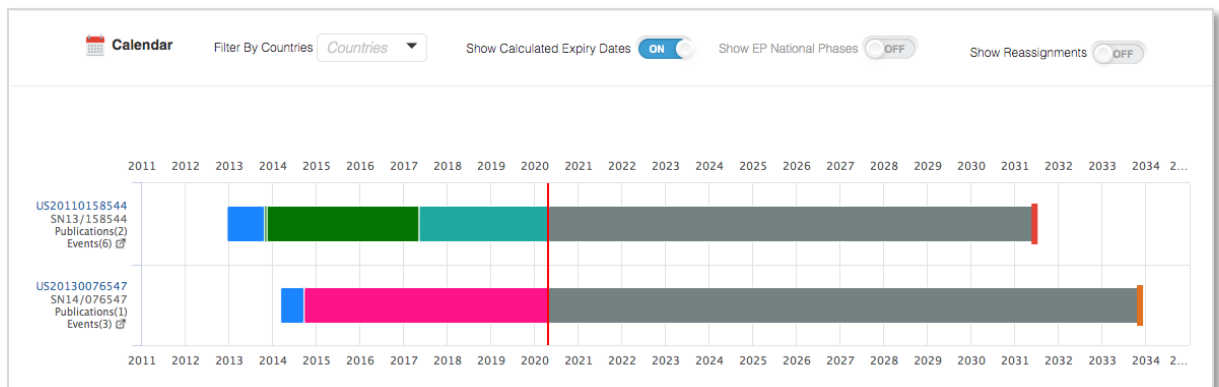 Calendar Filter By Countries Countries Show Calculated Expiry Dates ON Show EP National Phases OFF Show Reassignments OFF
2011 2012 2013 2014 2015 2016 2017 2018 2019 2020 2021 2022 2023 2024 2025 2026 2027 2028 2029 2030 2031 2032 2033 2034 2...
US20110158544
SN13/158544
Publications(2)
Events(6)
US20130076547
SN14/076547
Publications(1)
Events(3)
2011 2012 2013 2014 2015 2016 2017 2018 2019 2020 2021 2022 2023 2024 2025 2026 2027 2028 2029 2030 2031 2032 2033 2034 2...